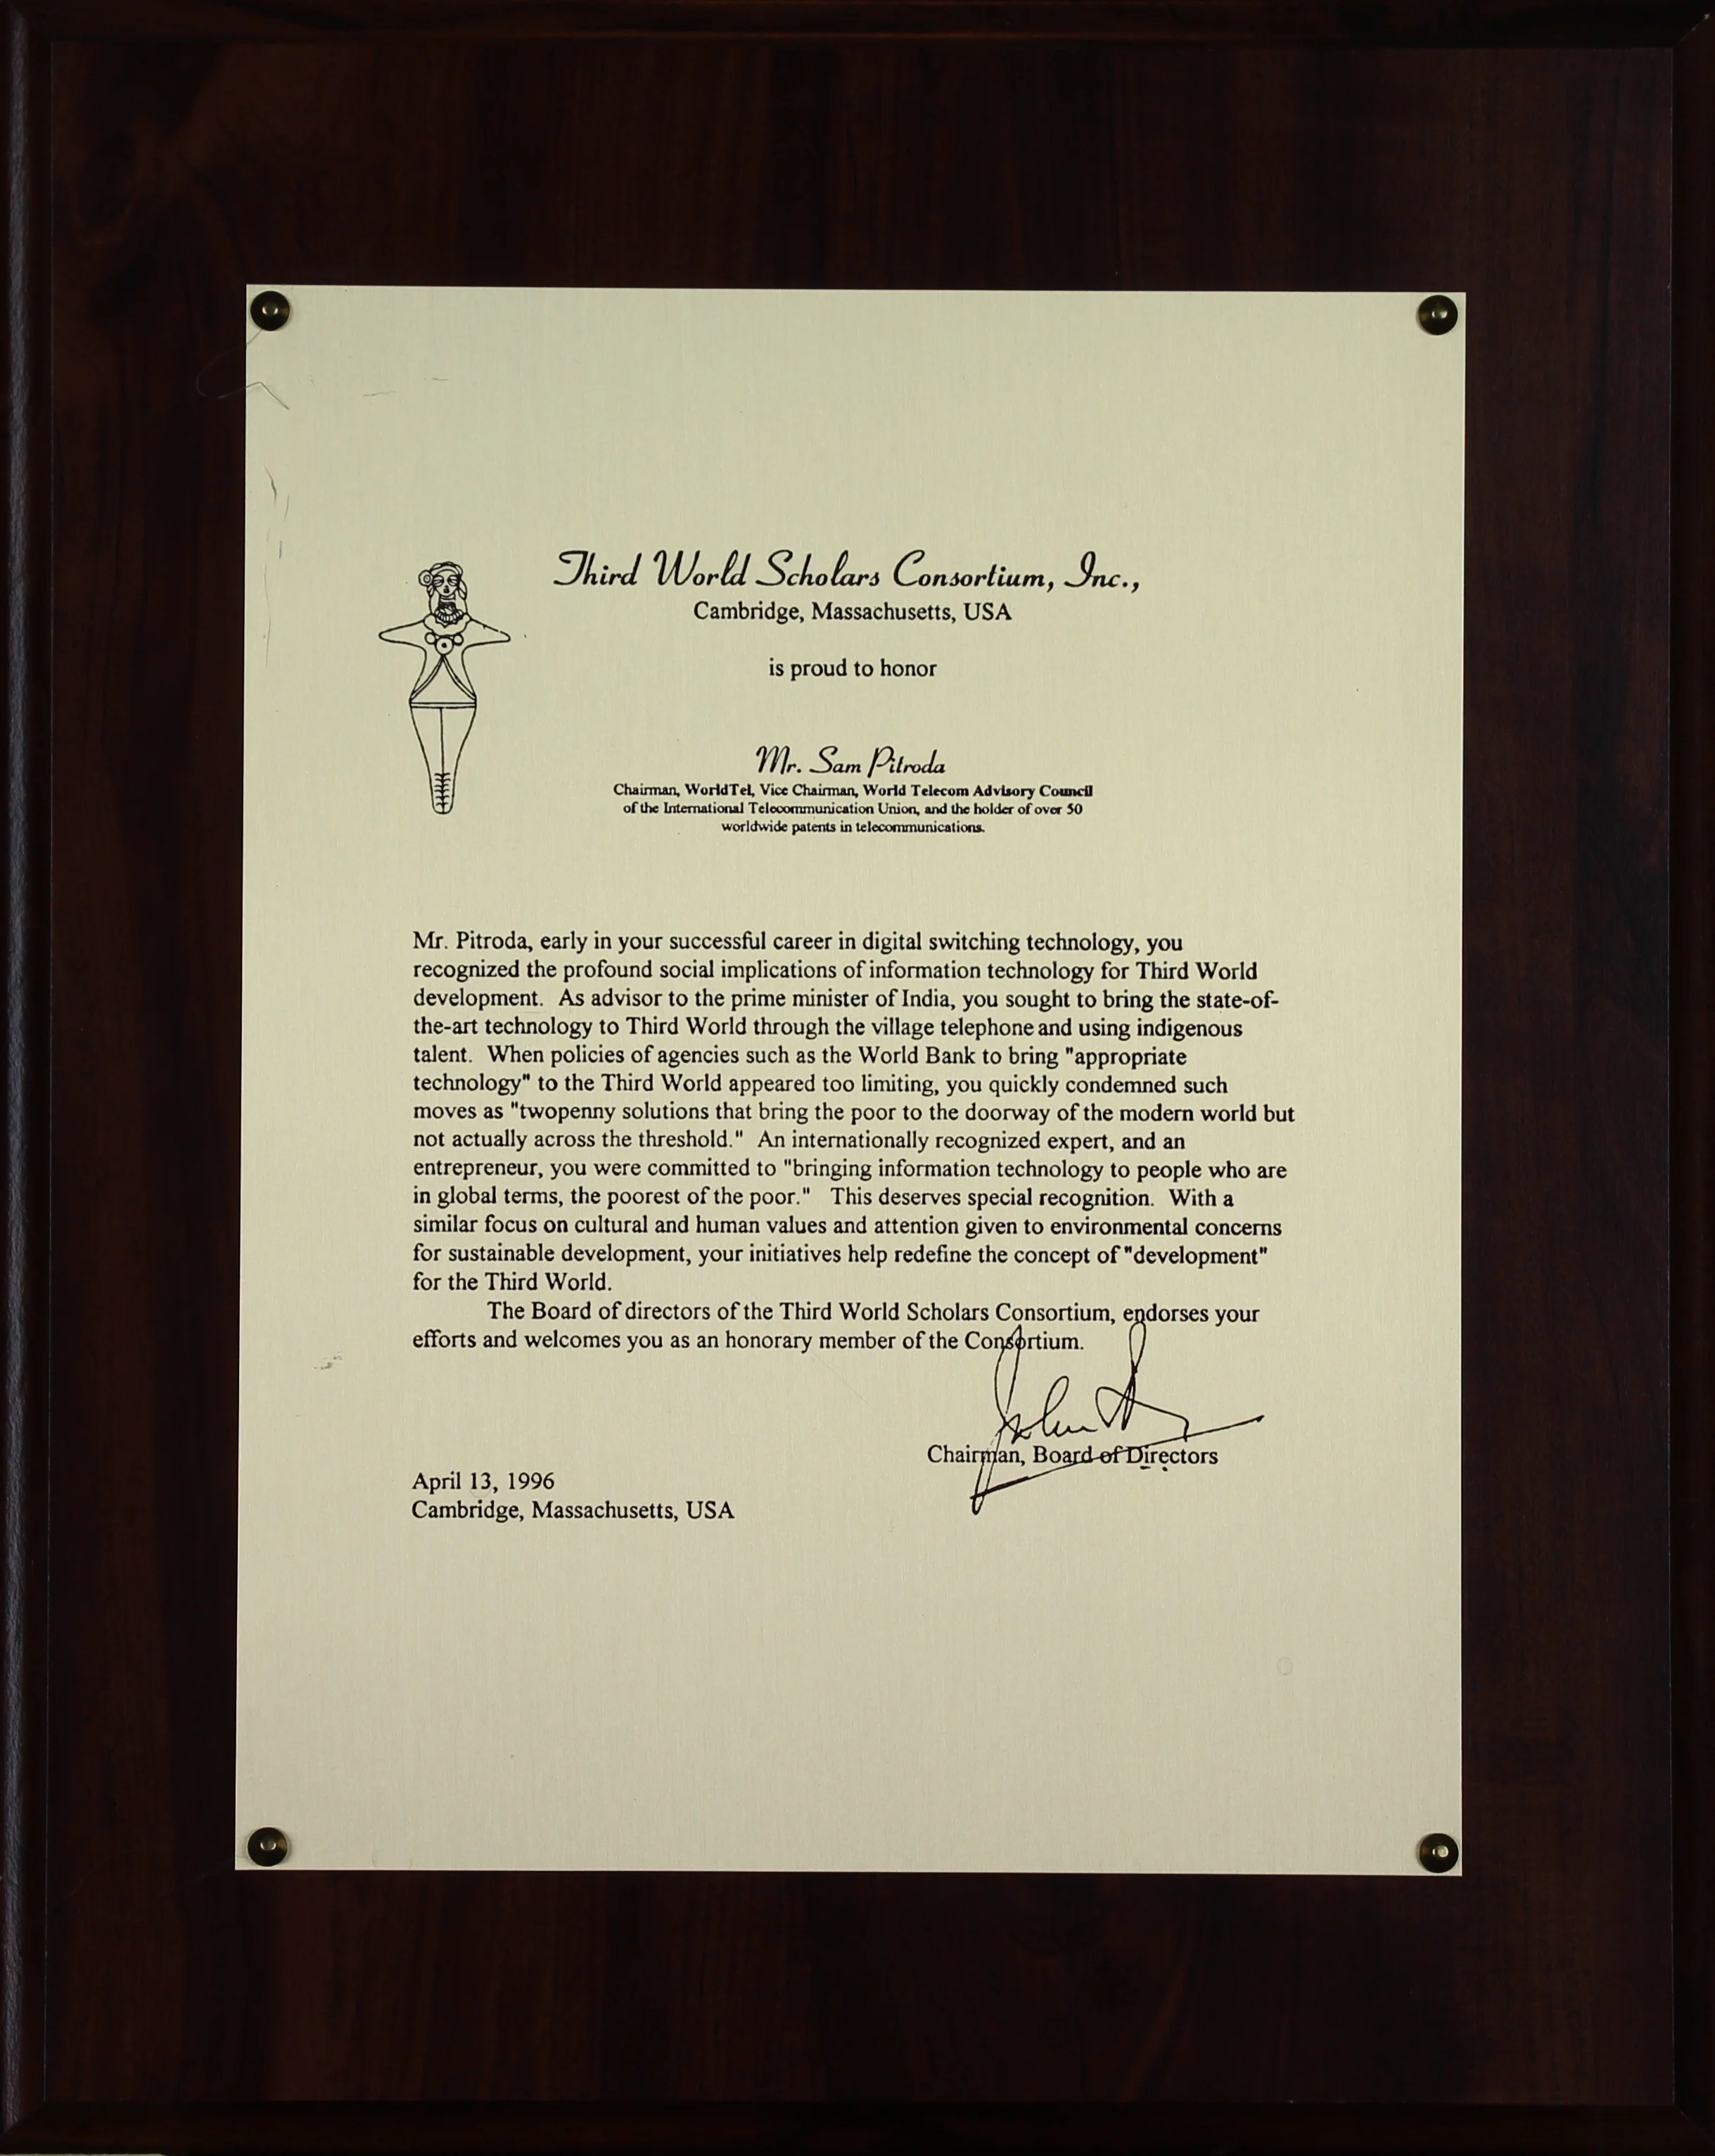 Third World Scholars Consortium, Inc.,
Cambridge, Massachusetts, USA
is proud to honor
Mr. Sam Pitroda
Chairman, WorldTel, Vice Chairman, World Telecom Advisory Council
of the International Telecommunication Union, and the holder of over 50
worldwide patents in telecommunications.
Mr. Pitroda, early in your successful career in digital switching technology, you
recognized the profound social implications of information technology for Third World
development. As advisor to the prime minister of India, you sought to bring the state-of-
the-art technology to Third World through the village telephone and using indigenous
talent. When policies of agencies such as the World Bank to bring "appropriate
technology" to the Third World appeared too limiting, you quickly condemned such
moves as "twopenny solutions that bring the poor to the doorway of the modern world but
not actually across the threshold." An internationally recognized expert, and an
entrepreneur, you were committed to "bringing information technology to people who are
in global terms, the poorest of the poor." This deserves special recognition. With a
similar focus on cultural and human values and attention given to environmental concerns
for sustainable development, your initiatives help redefine the concept of "development"
for the Third World.
The Board of directors of the Third World Scholars Consortium, endorses your
efforts and welcomes you as an honorary member of the Consortium.
Chairman, Board of Directors
April 13, 1996
Cambridge, Massachusetts, USA